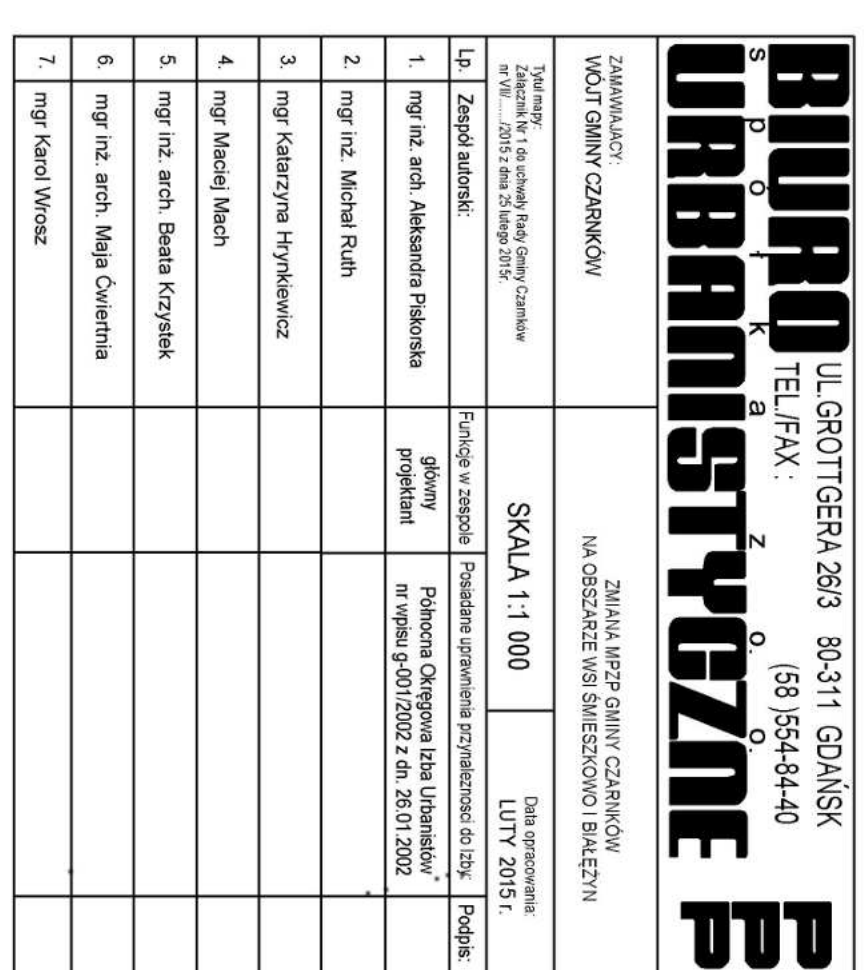 BIURO
UL.GROTTGERA 26/3 80-311 GDAŃSK
TEL./FAX : (58 )554-84-40
s p ó ł k a z o. o.
URBANISTYCZNE
PPP
ZAMAWIAJACY:
WÓJT GMINY CZARNKÓW
ZMIANA MPZP GMINY CZARNKÓW
NA OBSZARZE WSI ŚMIESZKOWO I BIAŁĘŻYN
Tytuł mapy:
Załącznik Nr 1 do uchwały Rady Gminy Czarnków
nr VII/......./2015 z dnia 25 lutego 2015r.
SKALA 1:1 000
Data opracowania:
LUTY 2015 r.
Lp. Zespół autorski: Funkcje w zespole Posiadane uprawnienia przynaleznosci do Izby: Podpis:
1. mgr inż. arch. Aleksandra Piskorska
główny
projektant
Północna Okręgowa Izba Urbanistów
nr wpisu g-001/2002 z dn. 26.01.2002
2. mgr inż. Michał Ruth
3. mgr Katarzyna Hrynkiewicz
4. mgr Maciej Mach
5. mgr inż. arch. Beata Krzystek
6. mgr inż. arch. Maja Ćwiertnia
7. mgr Karol Wrosz